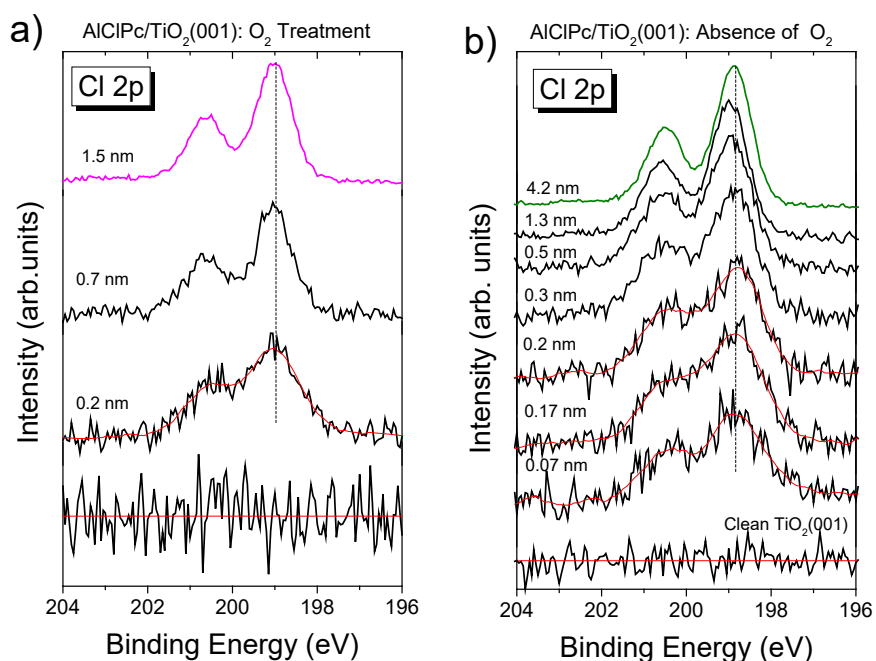 a)
AlClPc/TiO2(001): O2 Treatment
Cl 2p
1.5 nm
0.7 nm
0.2 nm
Intensity (arb.units)
204 202 200 198 196
Binding Energy (eV)
b)
AlClPc/TiO2(001): Absence of O2
Cl 2p
4.2 nm
1.3 nm
0.5 nm
0.3 nm
0.2 nm
0.17 nm
0.07 nm
Clean TiO2(001)
Intensity (arb. units)
204 202 200 198 196
Binding Energy (eV)